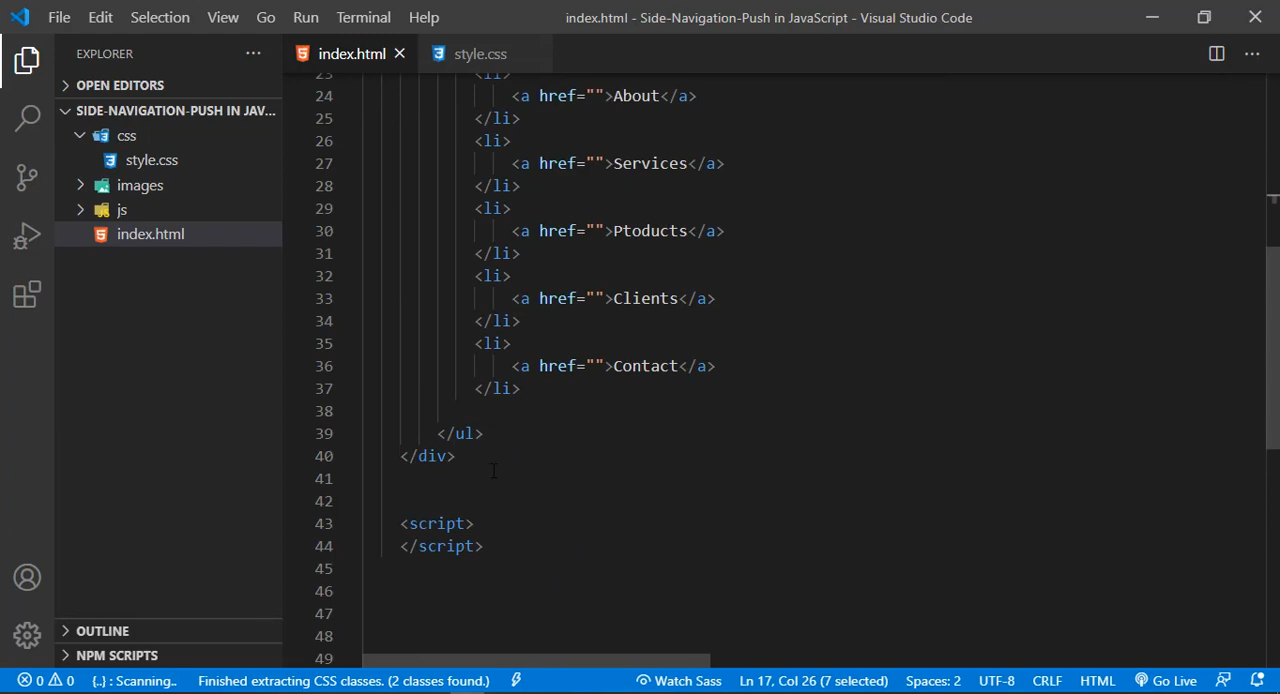 File Edit Selection View Go Run Terminal Help index.html - Side-Navigation-Push in JavaScript - Visual Studio Code
EXPLORER ··· index.html style.css ···
OPEN EDITORS
SIDE-NAVIGATION-PUSH IN JAV...
css
style.css
images
js
index.html
OUTLINE
NPM SCRIPTS
23 <li>
24 <a href="">About</a>
25 </li>
26 <li>
27 <a href="">Services</a>
28 </li>
29 <li>
30 <a href="">Ptoducts</a>
31 </li>
32 <li>
33 <a href="">Clients</a>
34 </li>
35 <li>
36 <a href="">Contact</a>
37 </li>
38
39 </ul>
40 </div>
41
42
43 <script>
44 </script>
45
46
47
48
49
0 0 {..} : Scanning.. Finished extracting CSS classes. (2 classes found.) Watch Sass Ln 17, Col 26 (7 selected) Spaces: 2 UTF-8 CRLF HTML Go Live